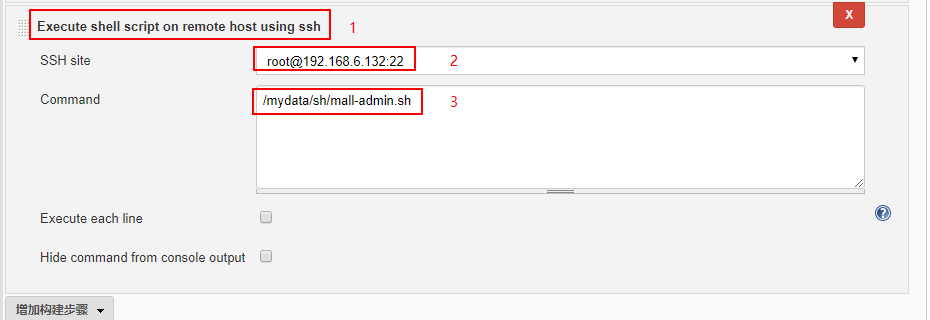 X
Execute shell script on remote host using ssh 1
SSH site root@192.168.6.132:22 2
Command /mydata/sh/mall-admin.sh 3
Execute each line ?
Hide command from console output
增加构建步骤